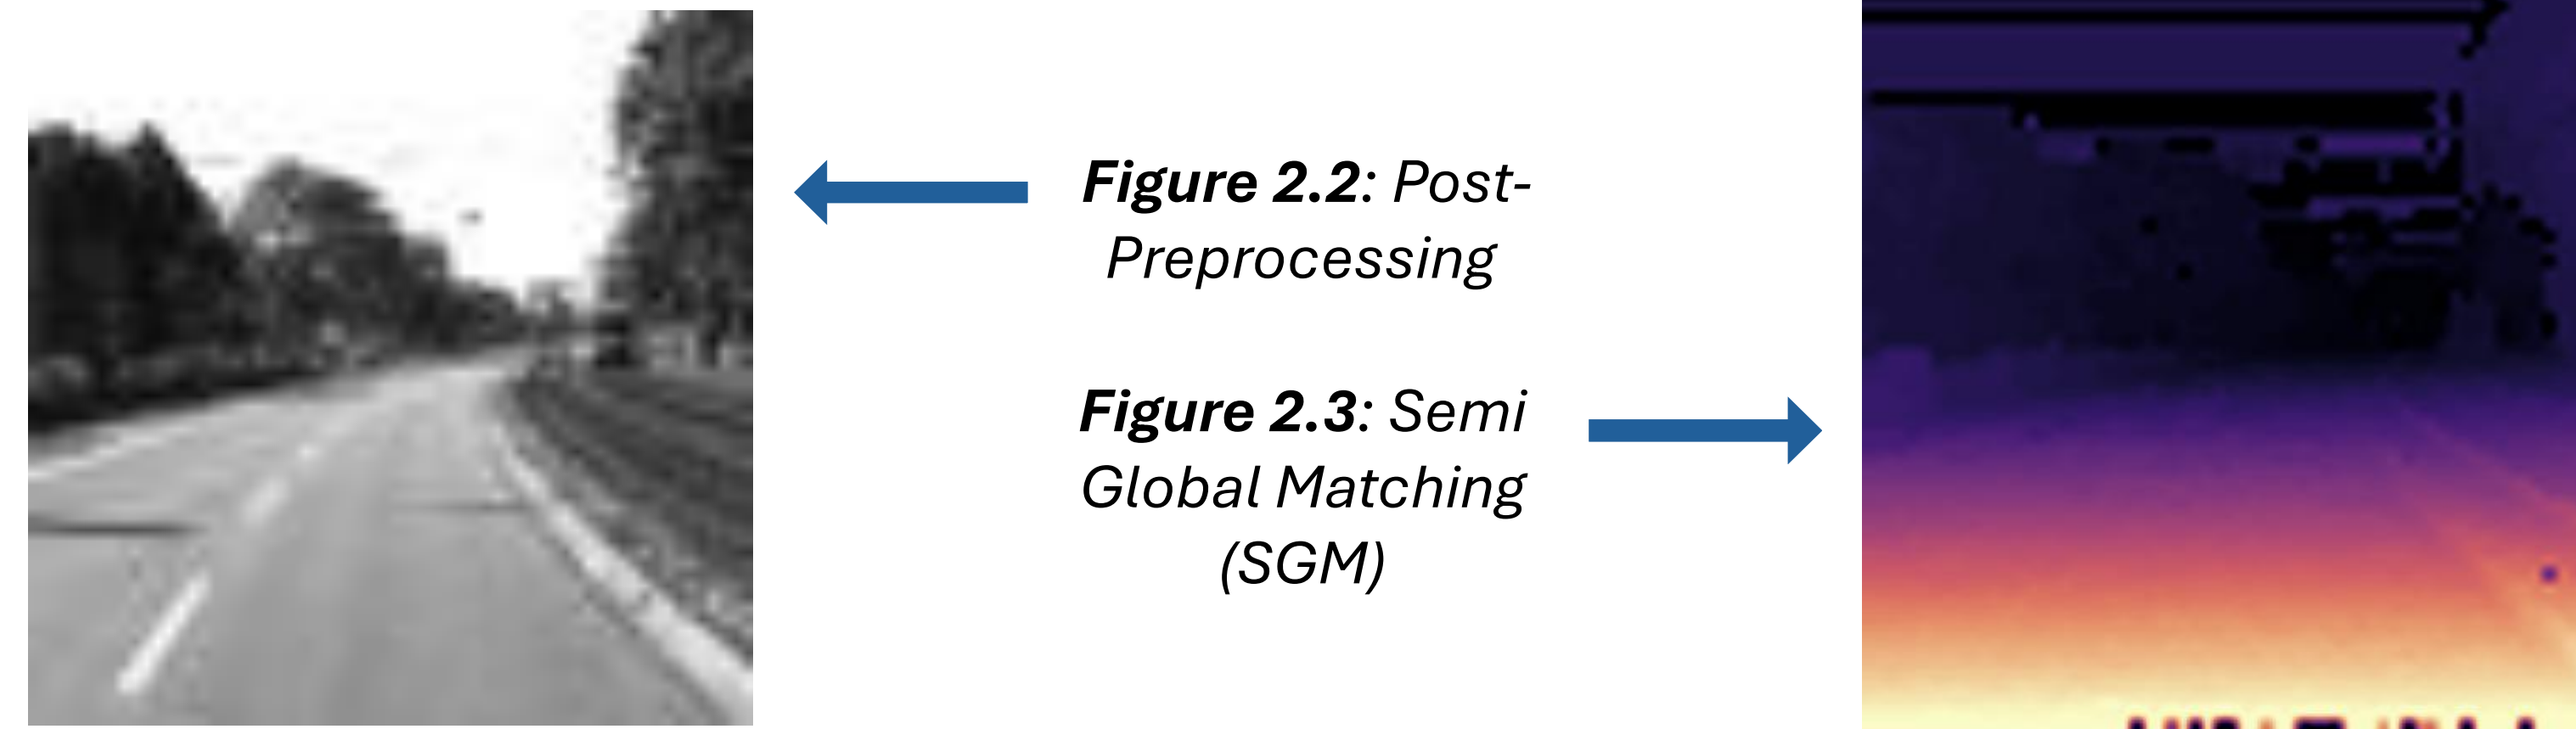 Figure 2.2: Post-
Preprocessing
Figure 2.3: Semi
Global Matching
(SGM)